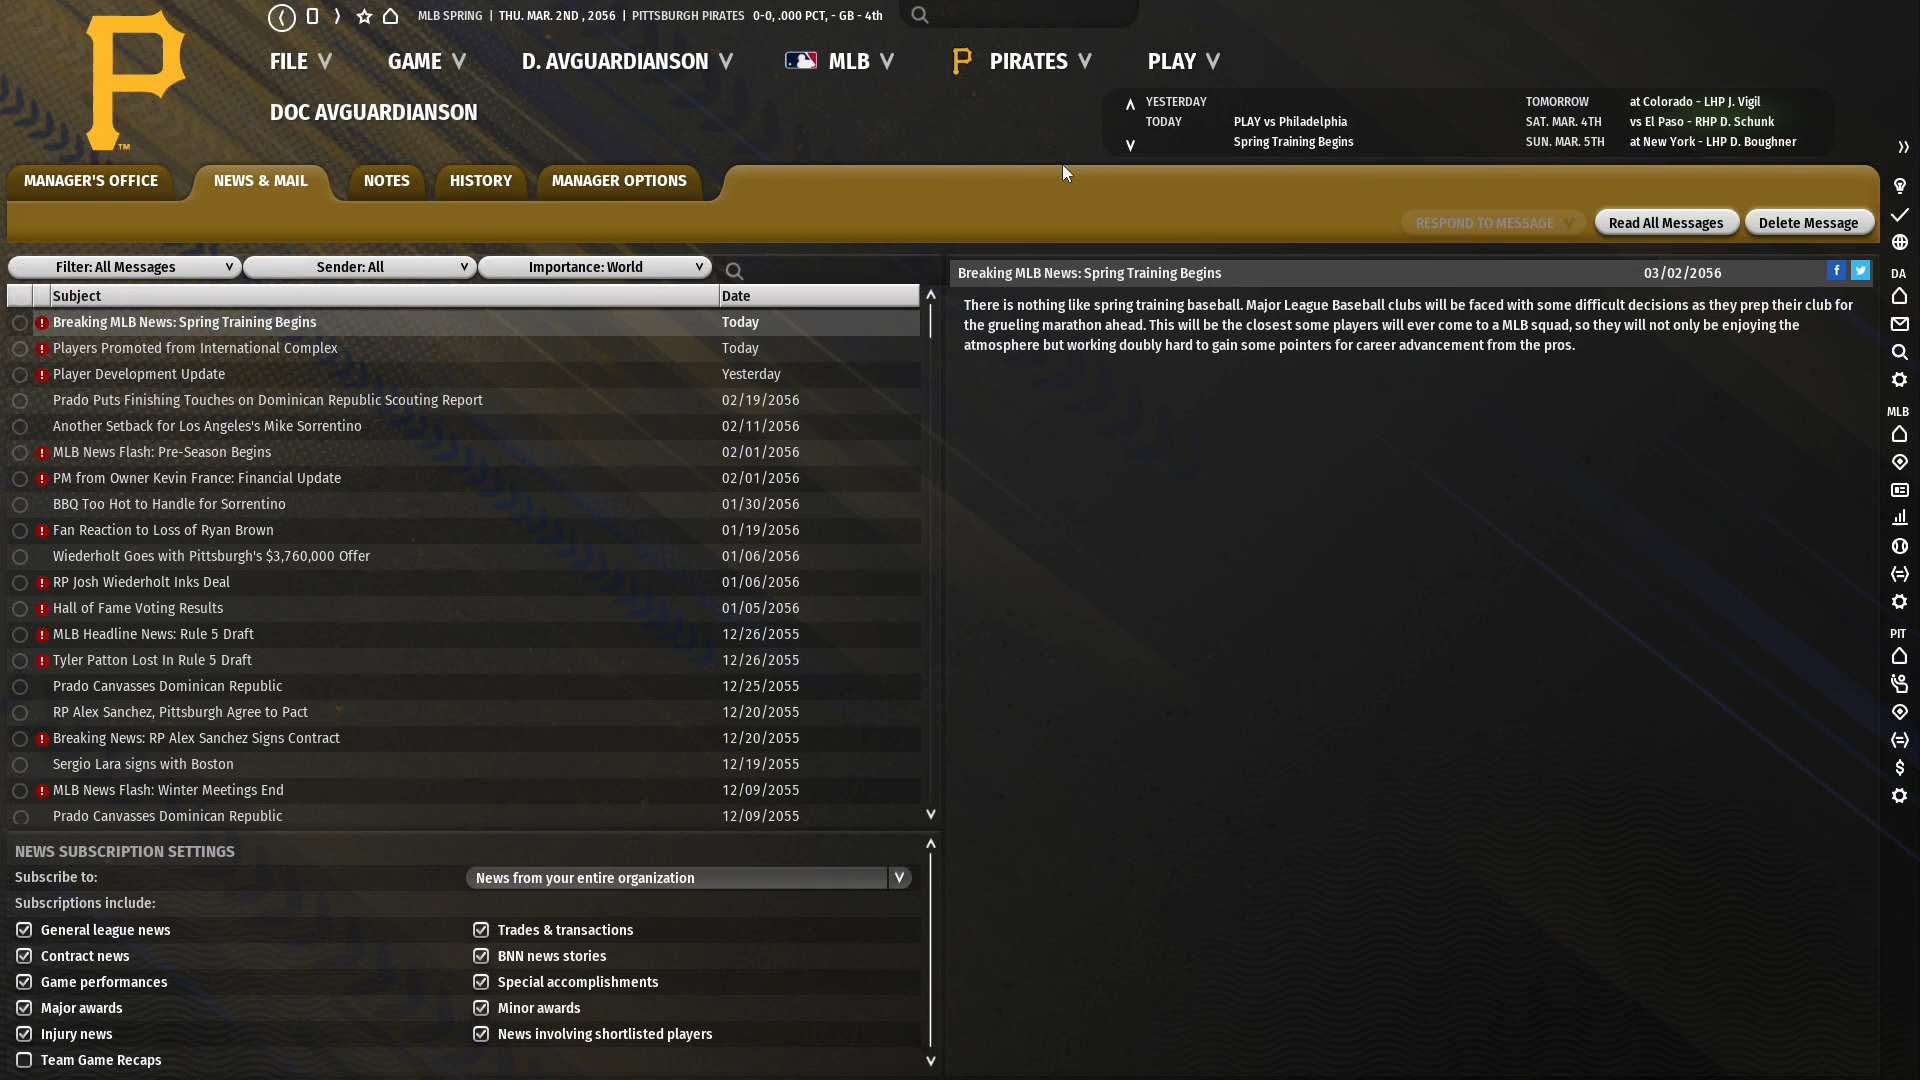 MLB SPRING | THU. MAR. 2ND , 2056 | PITTSBURGH PIRATES 0-0, .000 PCT, - GB - 4th
FILE GAME D. AVGUARDIANSON MLB PIRATES PLAY
DOC AVGUARDIANSON
YESTERDAY
TODAY PLAY vs Philadelphia
Spring Training Begins
TOMORROW at Colorado - LHP J. Vigil
SAT. MAR. 4TH vs El Paso - RHP D. Schunk
SUN. MAR. 5TH at New York - LHP D. Boughner
P
TM
MANAGER'S OFFICE NEWS & MAIL NOTES HISTORY MANAGER OPTIONS
RESPOND TO MESSAGE Read All Messages Delete Message
Filter: All Messages Sender: All Importance: World
Subject Date
Breaking MLB News: Spring Training Begins Today
Players Promoted from International Complex Today
Player Development Update Yesterday
Prado Puts Finishing Touches on Dominican Republic Scouting Report 02/19/2056
Another Setback for Los Angeles's Mike Sorrentino 02/11/2056
MLB News Flash: Pre-Season Begins 02/01/2056
PM from Owner Kevin France: Financial Update 02/01/2056
BBQ Too Hot to Handle for Sorrentino 01/30/2056
Fan Reaction to Loss of Ryan Brown 01/19/2056
Wiederholt Goes with Pittsburgh's $3,760,000 Offer 01/06/2056
RP Josh Wiederholt Inks Deal 01/06/2056
Hall of Fame Voting Results 01/05/2056
MLB Headline News: Rule 5 Draft 12/26/2055
Tyler Patton Lost In Rule 5 Draft 12/26/2055
Prado Canvasses Dominican Republic 12/25/2055
RP Alex Sanchez, Pittsburgh Agree to Pact 12/20/2055
Breaking News: RP Alex Sanchez Signs Contract 12/20/2055
Sergio Lara signs with Boston 12/19/2055
MLB News Flash: Winter Meetings End 12/09/2055
Prado Canvasses Dominican Republic 12/09/2055
NEWS SUBSCRIPTION SETTINGS
Subscribe to: News from your entire organization
Subscriptions include:
General league news Trades & transactions
Contract news BNN news stories
Game performances Special accomplishments
Major awards Minor awards
Injury news News involving shortlisted players
Team Game Recaps
Breaking MLB News: Spring Training Begins 03/02/2056
There is nothing like spring training baseball. Major League Baseball clubs will be faced with some difficult decisions as they prep their club for
the grueling marathon ahead. This will be the closest some players will ever come to a MLB squad, so they will not only be enjoying the
atmosphere but working doubly hard to gain some pointers for career advancement from the pros.
DA
MLB
PIT